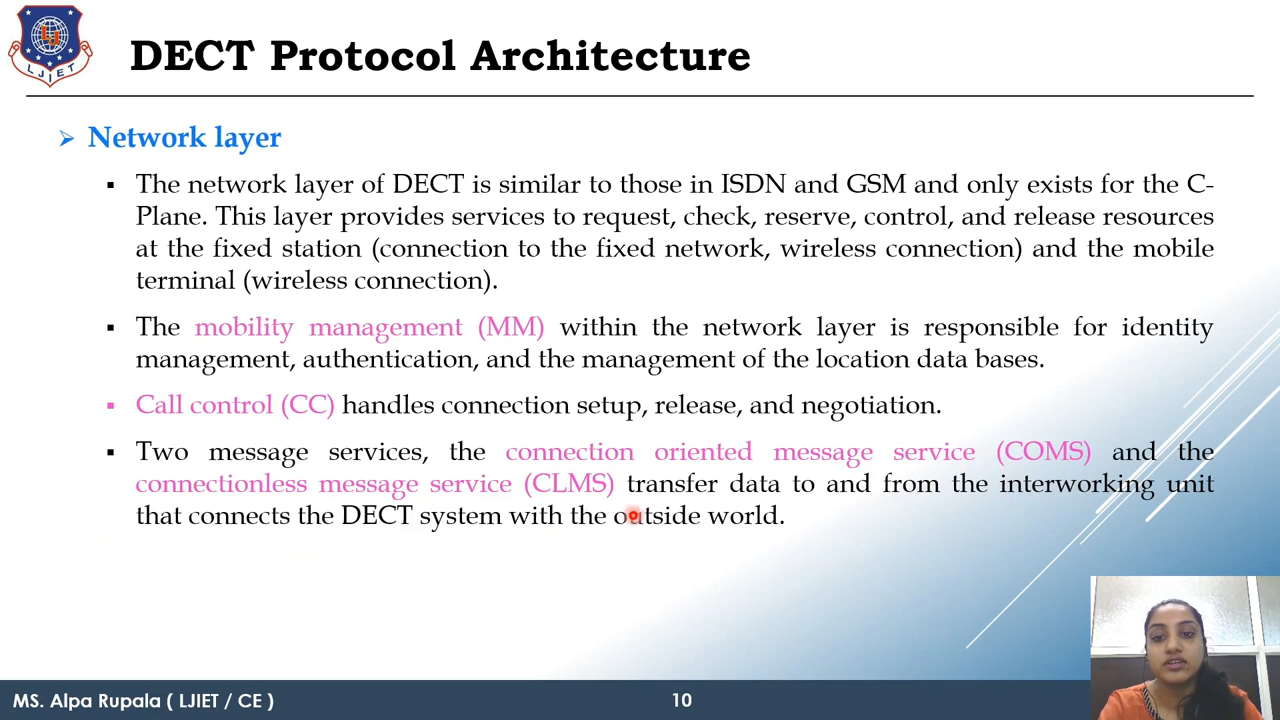 LJIET
DECT Protocol Architecture
Network layer
The network layer of DECT is similar to those in ISDN and GSM and only exists for the C-
Plane. This layer provides services to request, check, reserve, control, and release resources
at the fixed station (connection to the fixed network, wireless connection) and the mobile
terminal (wireless connection).
The mobility management (MM) within the network layer is responsible for identity
management, authentication, and the management of the location data bases.
Call control (CC) handles connection setup, release, and negotiation.
Two message services, the connection oriented message service (COMS) and the
connectionless message service (CLMS) transfer data to and from the interworking unit
that connects the DECT system with the outside world.
MS. Alpa Rupala ( LJIET / CE )
10